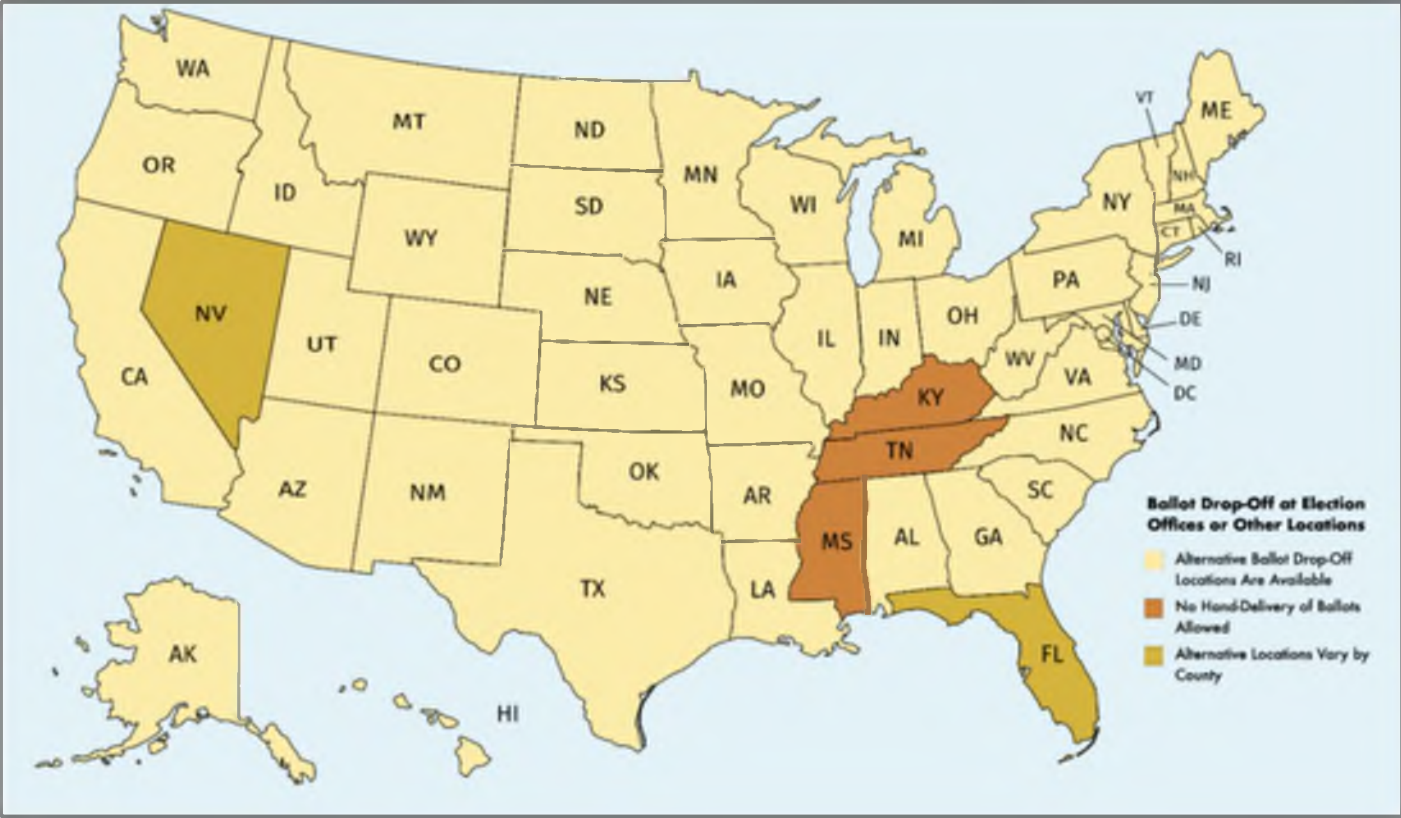 WA
MT
ND
MN
VT
ME
OR
ID
SD
WI
MI
NY
NH
MA
CT
RI
WY
IA
NE
PA
NJ
NV
UT
CO
IL
IN
OH
DE
MD
DC
CA
KS
MO
WV
VA
KY
NC
TN
AZ
NM
OK
AR
SC
MS
AL
GA
TX
LA
AK
HI
FL
Ballot Drop-Off at Election
Offices or Other Locations
Alternative Ballot Drop-Off
Locations Are Available
No Hand-Delivery of Ballots
Allowed
Alternative Locations Vary by
County